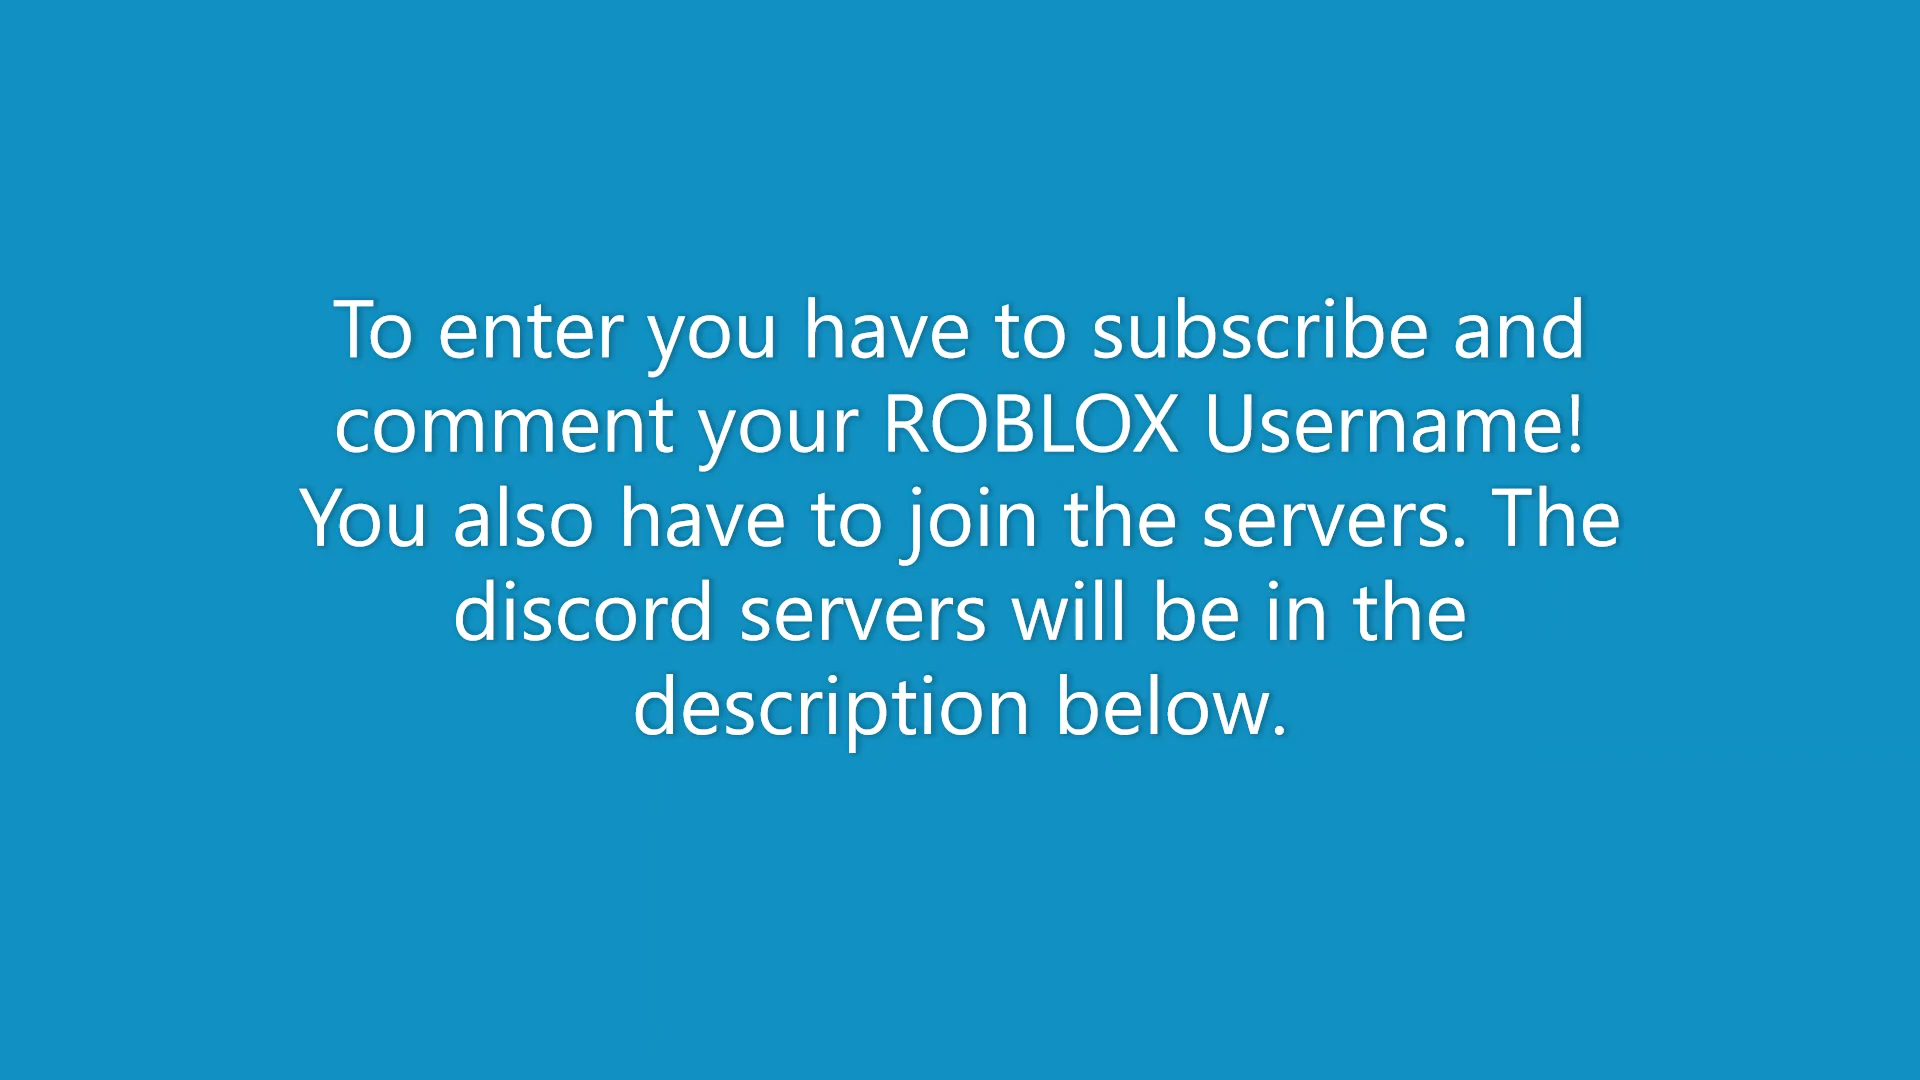 To enter you have to subscribe and
comment your ROBLOX Username!
You also have to join the servers. The
discord servers will be in the
description below.